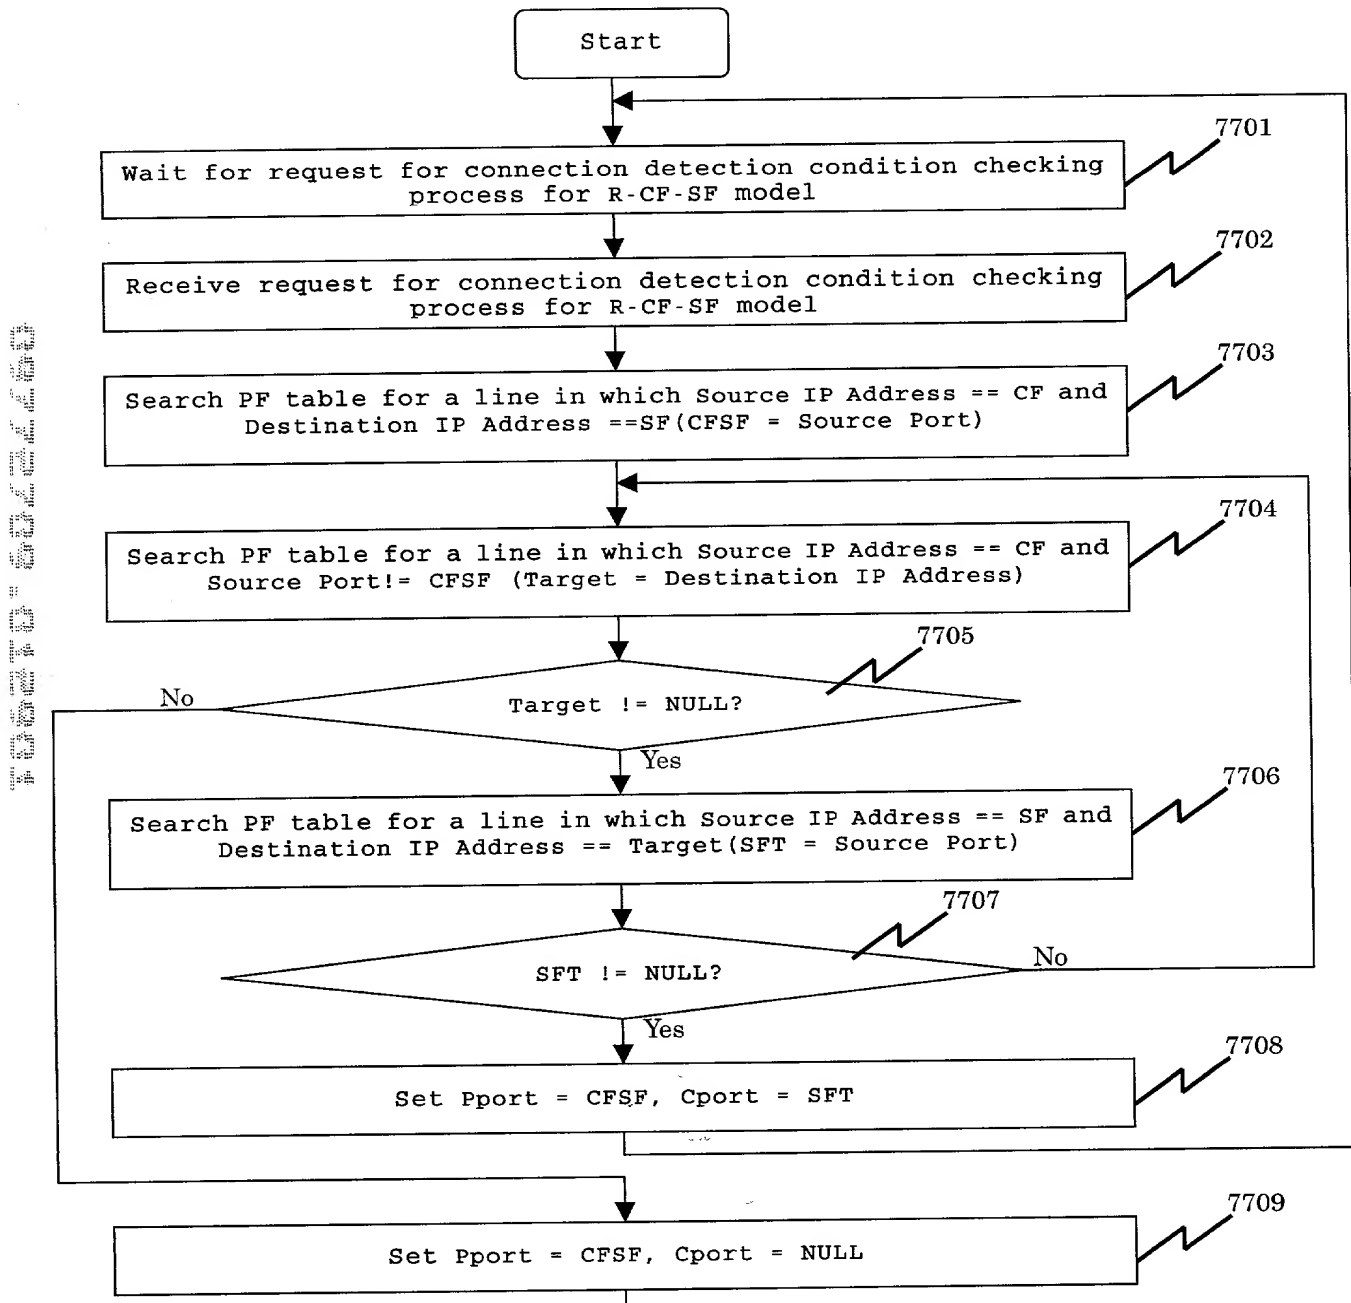 Start
7701
Wait for request for connection detection condition checking
process for R-CF-SF model
7702
Receive request for connection detection condition checking
process for R-CF-SF model
7703
Search PF table for a line in which Source IP Address == CF and
Destination IP Address ==SF(CFSF = Source Port)
7704
Search PF table for a line in which Source IP Address == CF and
Source Port!= CFSF (Target = Destination IP Address)
7705
No
Target != NULL?
Yes
7706
Search PF table for a line in which Source IP Address == SF and
Destination IP Address == Target(SFT = Source Port)
7707
SFT != NULL?
No
Yes
7708
Set Pport = CFSF, Cport = SFT
7709
Set Pport = CFSF, Cport = NULL